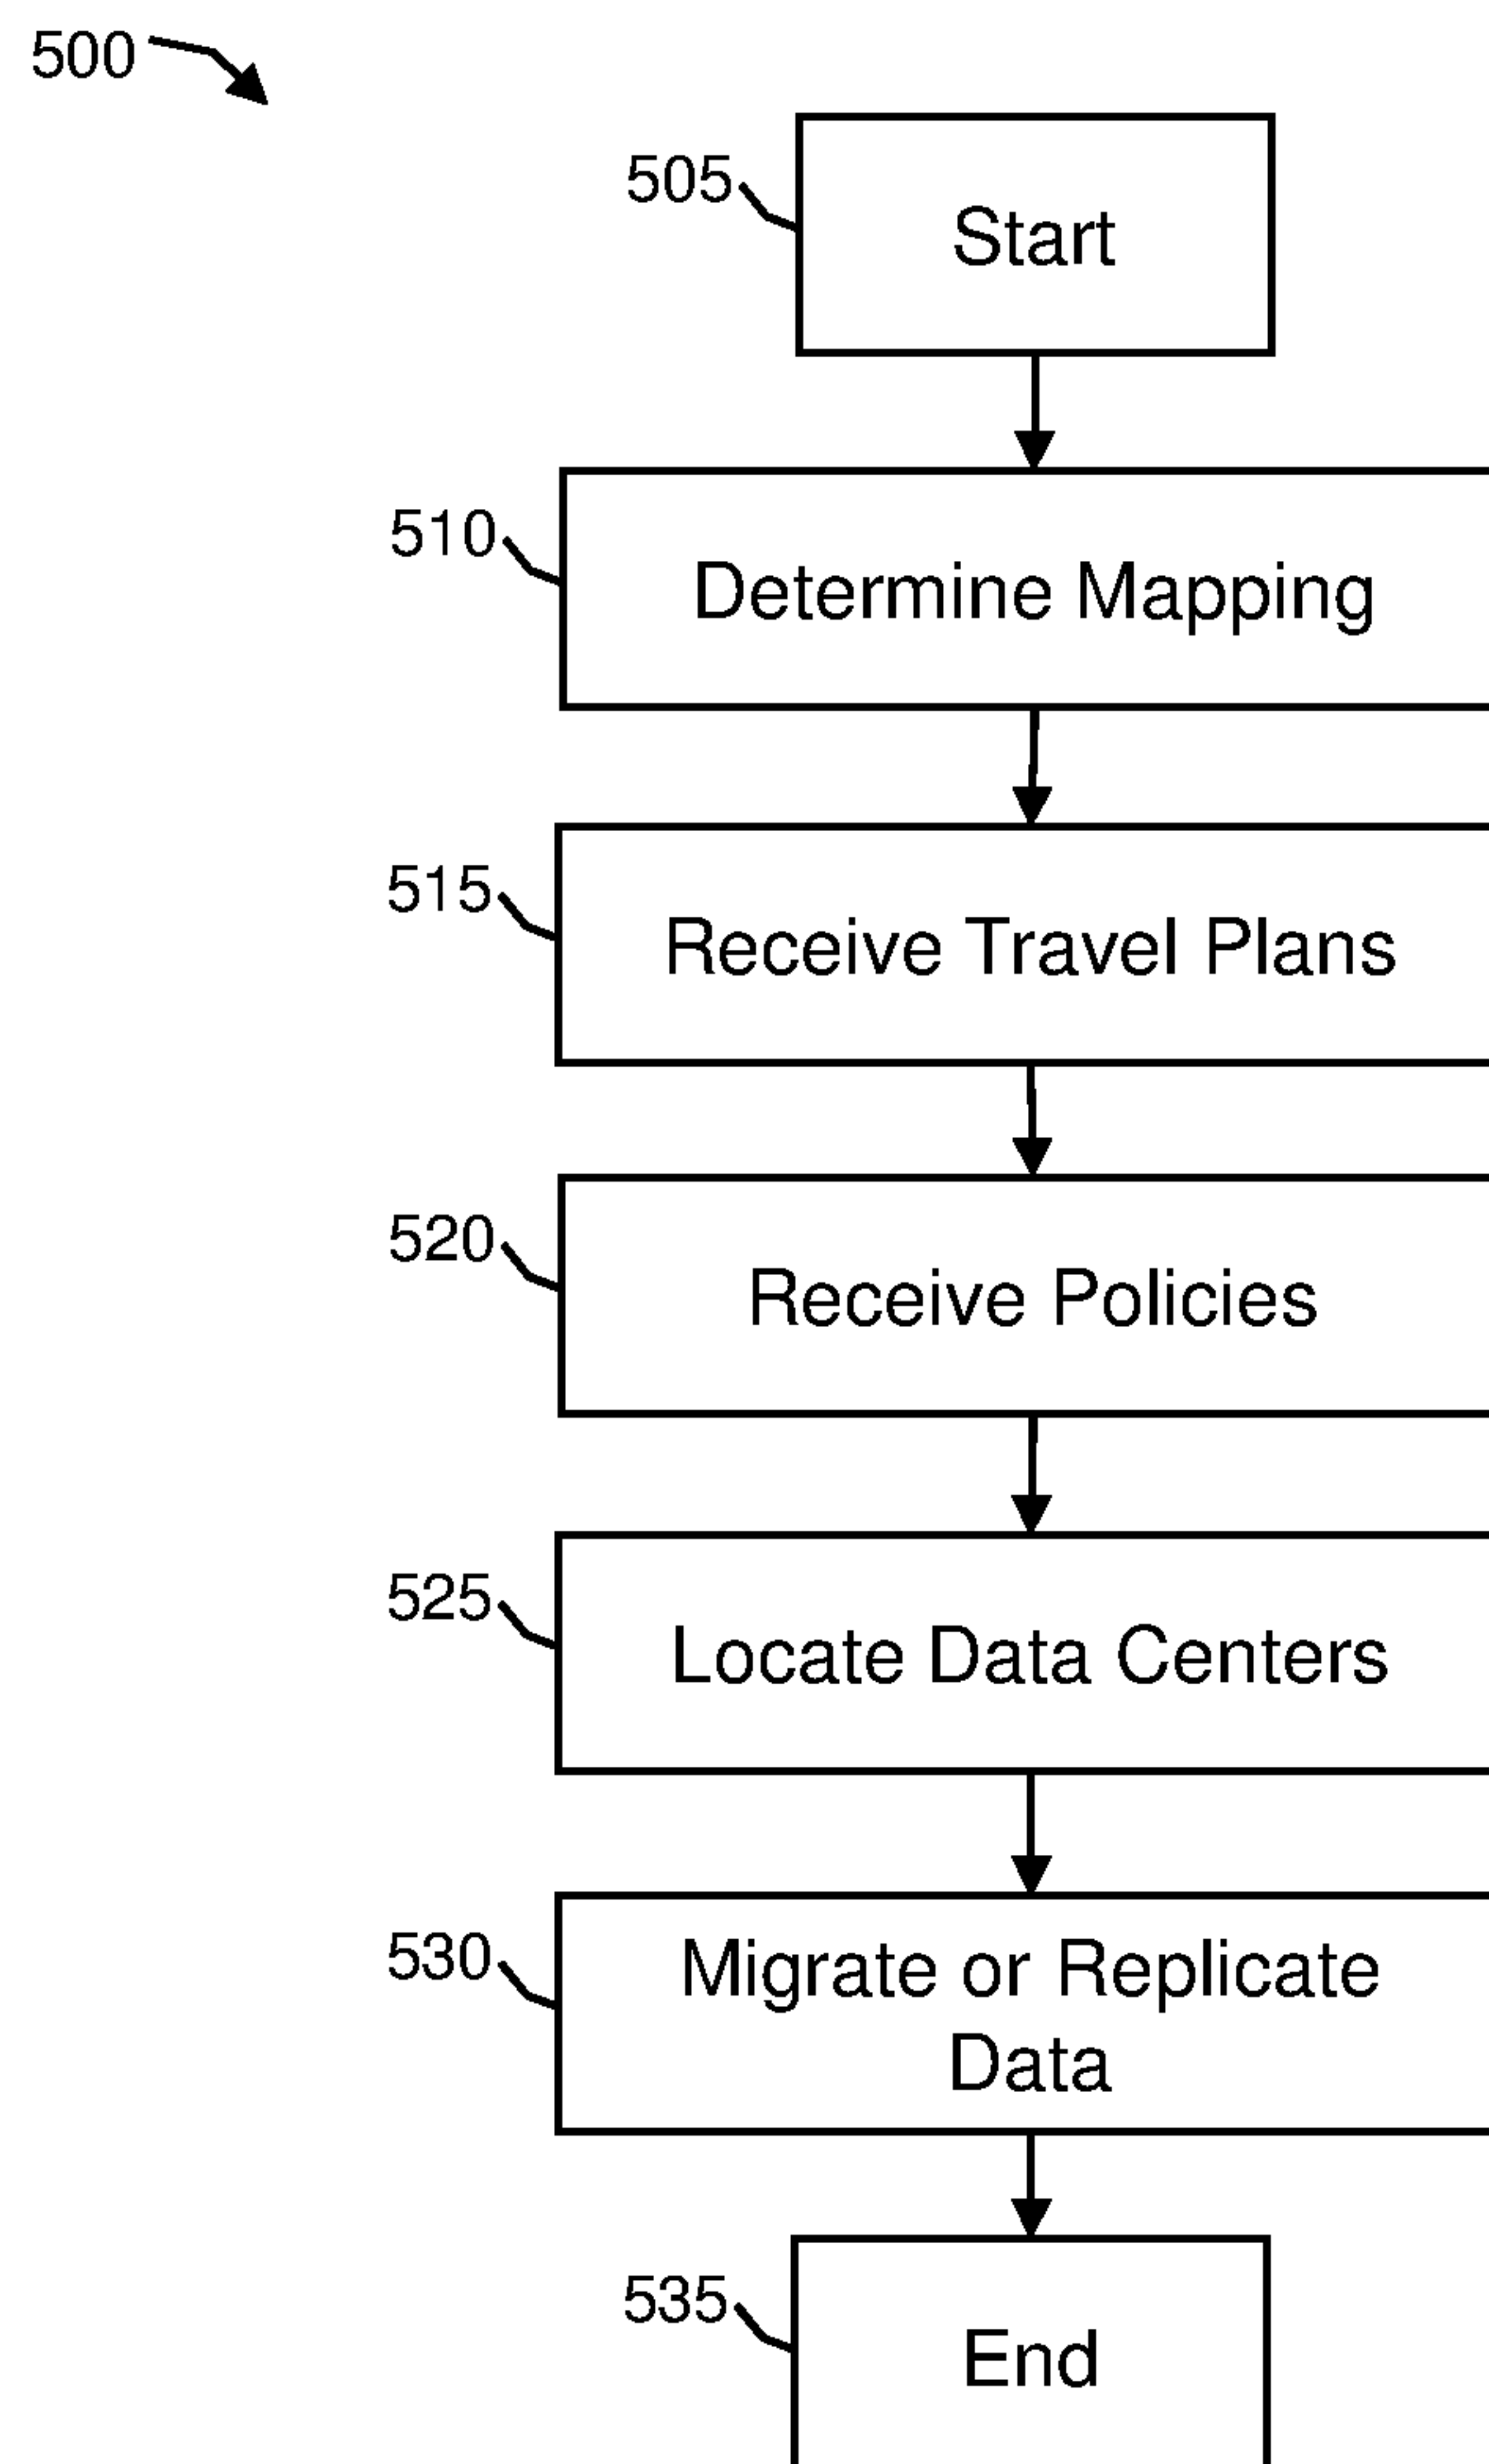 500
505
Start
510
Determine Mapping
515
Receive Travel Plans
520
Receive Policies
525
Locate Data Centers
530
Migrate or Replicate
Data
535
End